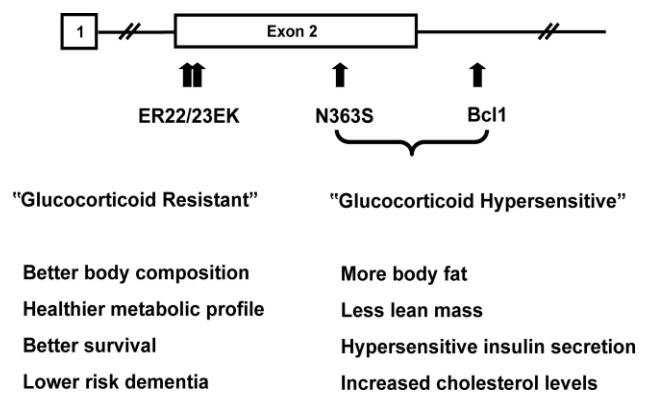 1
Exon 2
ER22/23EK
N363S
Bcl1
"Glucocorticoid Resistant"
"Glucocorticoid Hypersensitive"
Better body composition
More body fat
Healthier metabolic profile
Less lean mass
Better survival
Hypersensitive insulin secretion
Lower risk dementia
Increased cholesterol levels